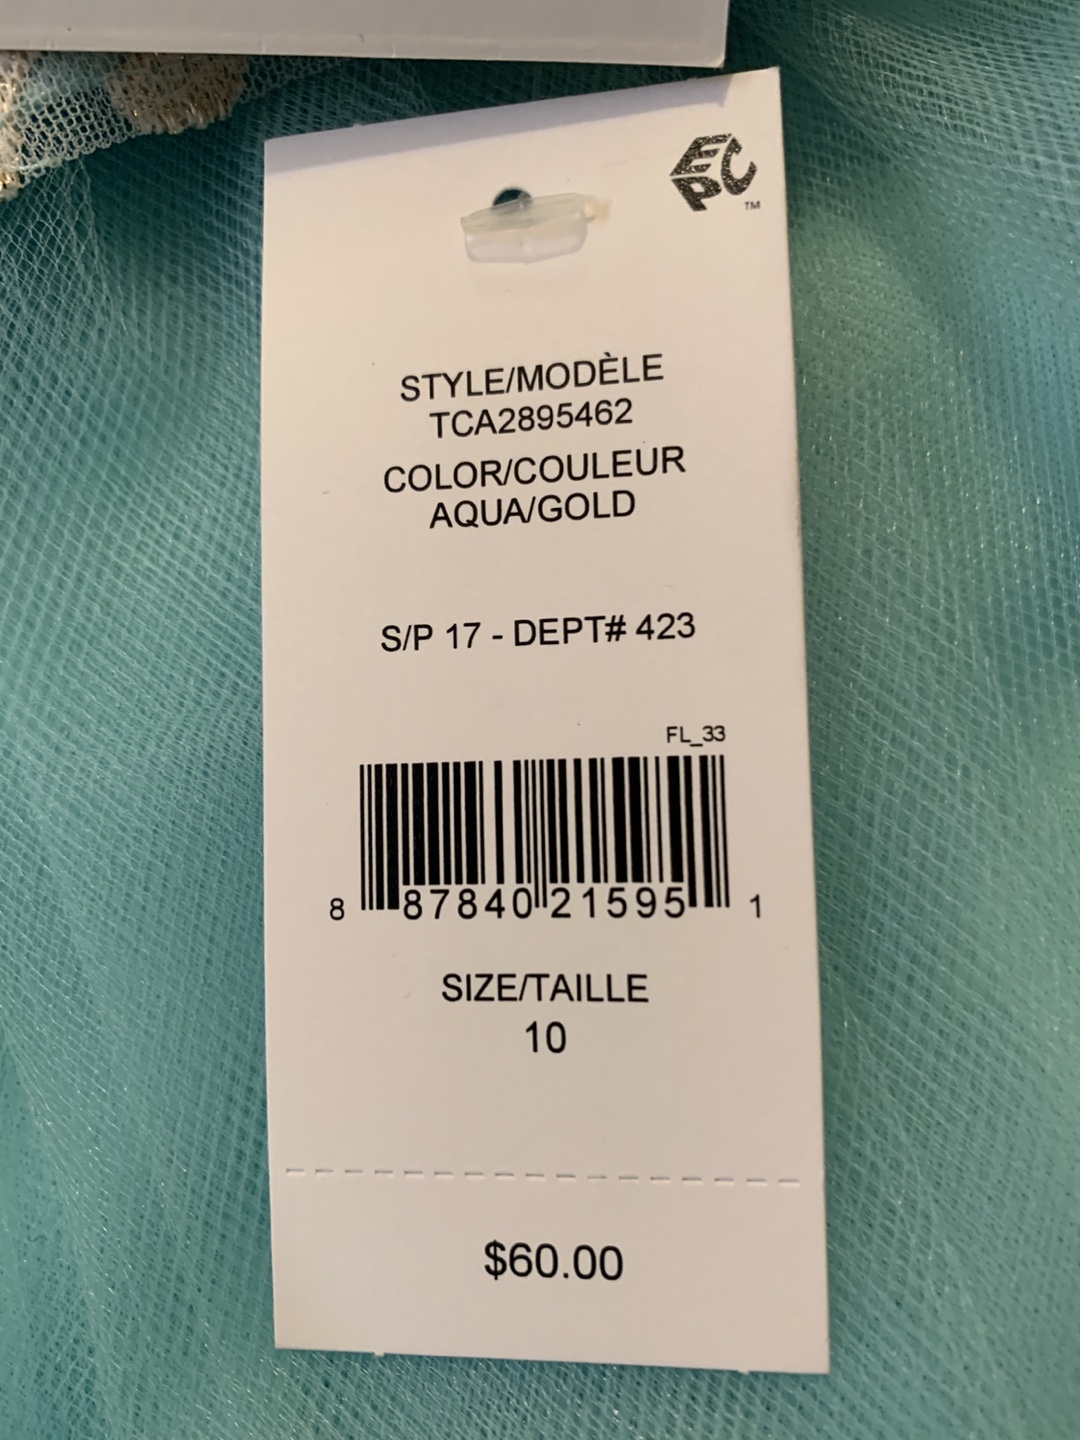 EPC
TM
STYLE/MODÈLE
TCA2895462
COLOR/COULEUR
AQUA/GOLD
S/P 17 - DEPT# 423
FL_33
8 87840 21595 1
SIZE/TAILLE
10
$60.00